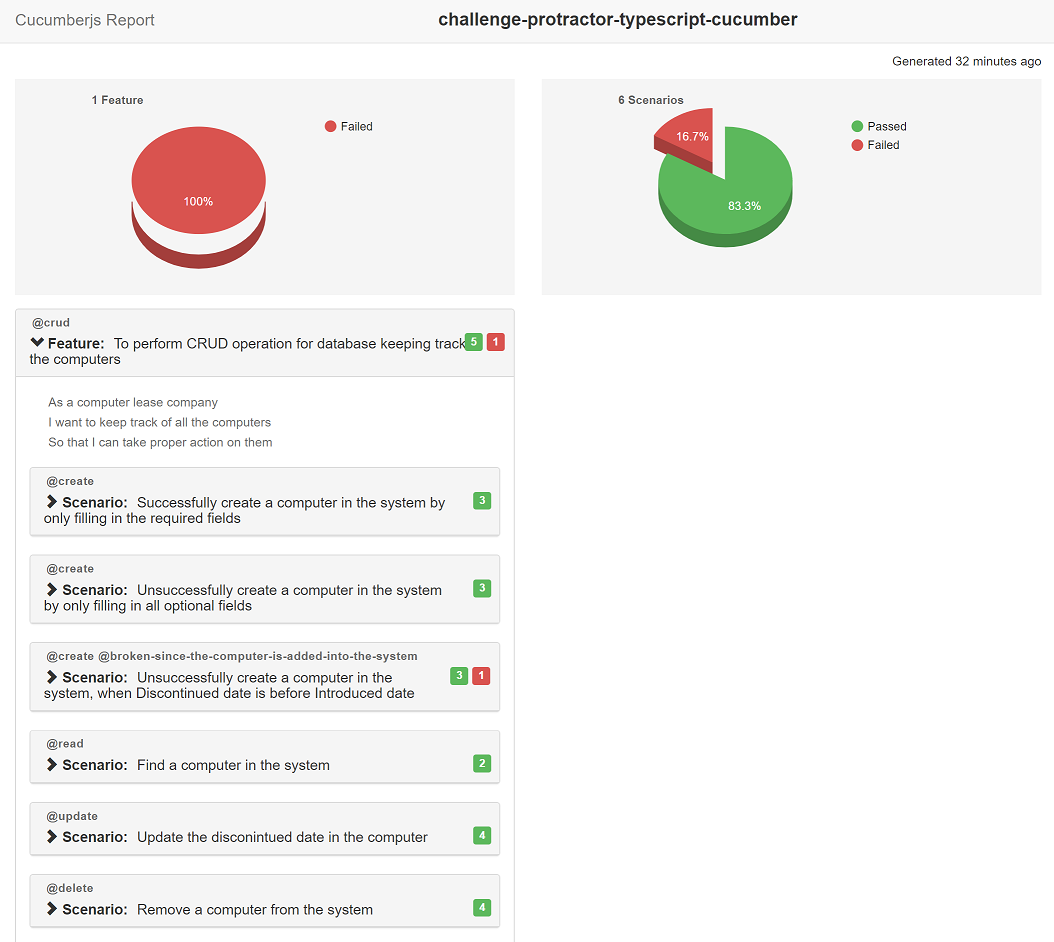 Cucumberjs Report
challenge-protractor-typescript-cucumber
Generated 32 minutes ago
1 Feature
Failed
100%
6 Scenarios
Passed
Failed
16.7%
83.3%
@crud
Feature: To perform CRUD operation for database keeping track 5 1
the computers
As a computer lease company
I want to keep track of all the computers
So that I can take proper action on them
@create
Scenario: Successfully create a computer in the system by 3
only filling in the required fields
@create
Scenario: Unsuccessfully create a computer in the system 3
by only filling in all optional fields
@create @broken-since-the-computer-is-added-into-the-system
Scenario: Unsuccessfully create a computer in the 3 1
system, when Discontinued date is before Introduced date
@read
Scenario: Find a computer in the system 2
@update
Scenario: Update the disconintued date in the computer 4
@delete
Scenario: Remove a computer from the system 4